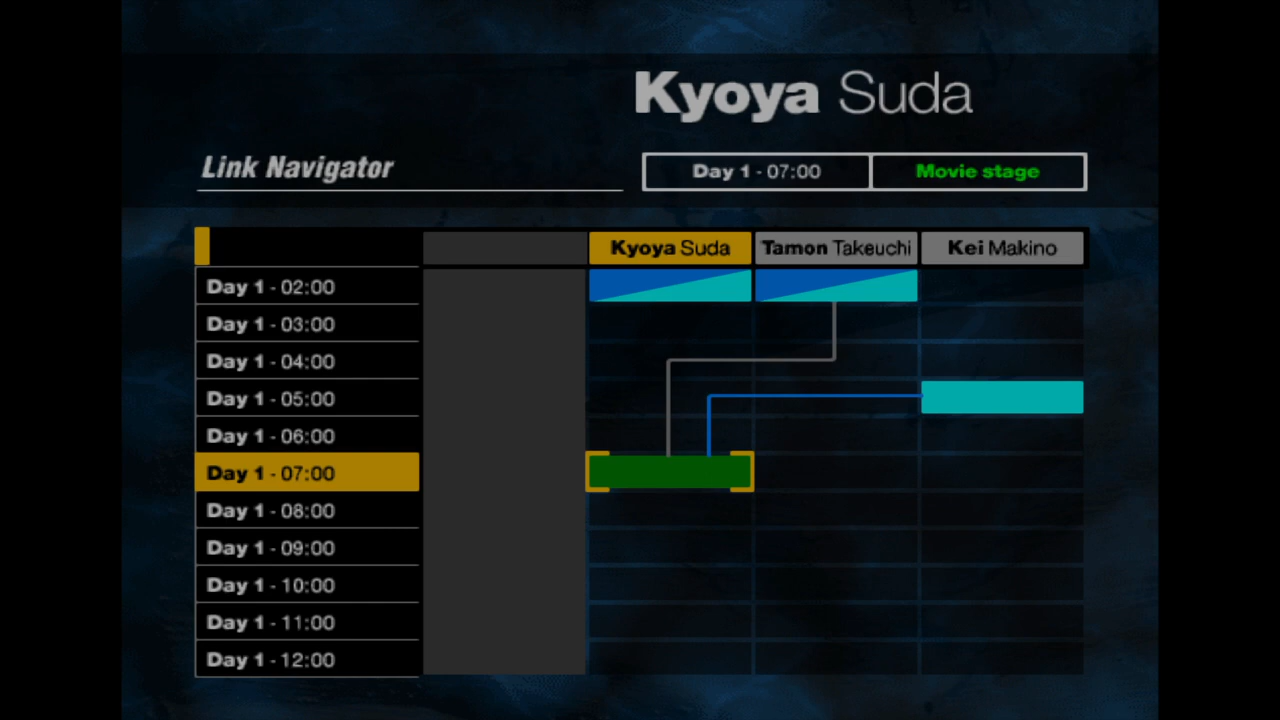 Kyoya Suda
Link Navigator
Day 1 - 07:00 Movie stage
Kyoya Suda Tamon Takeuchi Kei Makino
Day 1 - 02:00
Day 1 - 03:00
Day 1 - 04:00
Day 1 - 05:00
Day 1 - 06:00
Day 1 - 07:00
Day 1 - 08:00
Day 1 - 09:00
Day 1 - 10:00
Day 1 - 11:00
Day 1 - 12:00